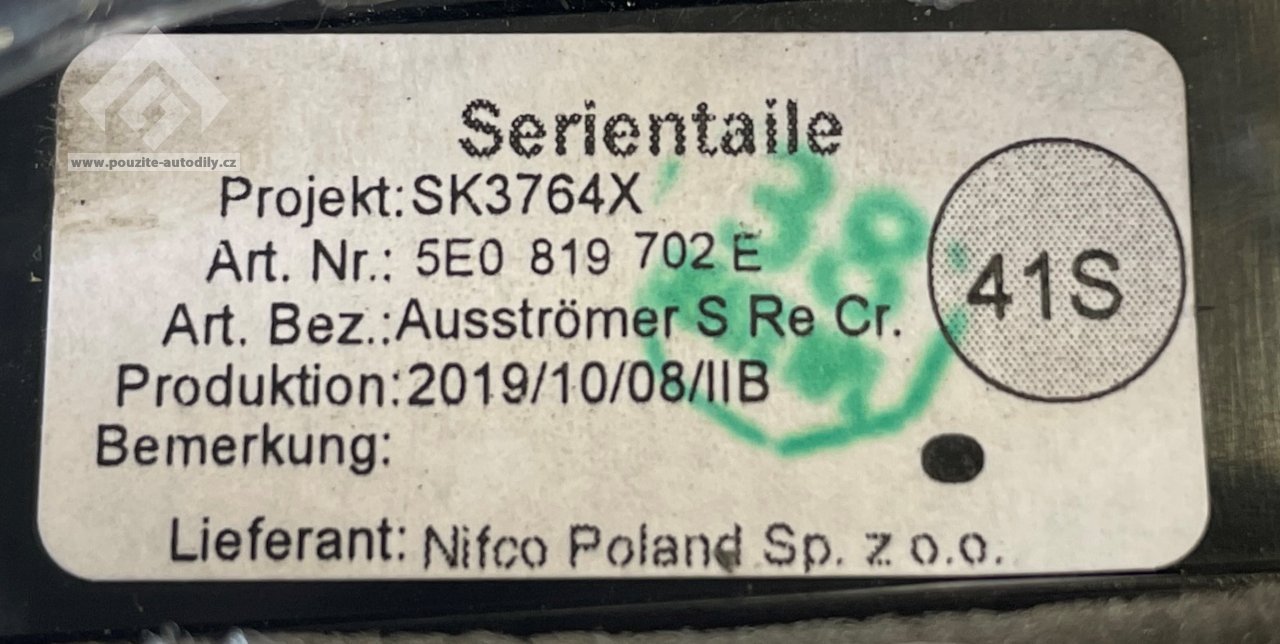 www.pouzite-autodily.cz
Serientaile
Projekt:SK3764X
Art. Nr.: 5E0 819 702 E
Art. Bez.:Ausströmer S Re Cr.
Produktion:2019/10/08/IIB
Bemerkung:
Lieferant: Nifco Poland Sp. z o.o.
41S
38